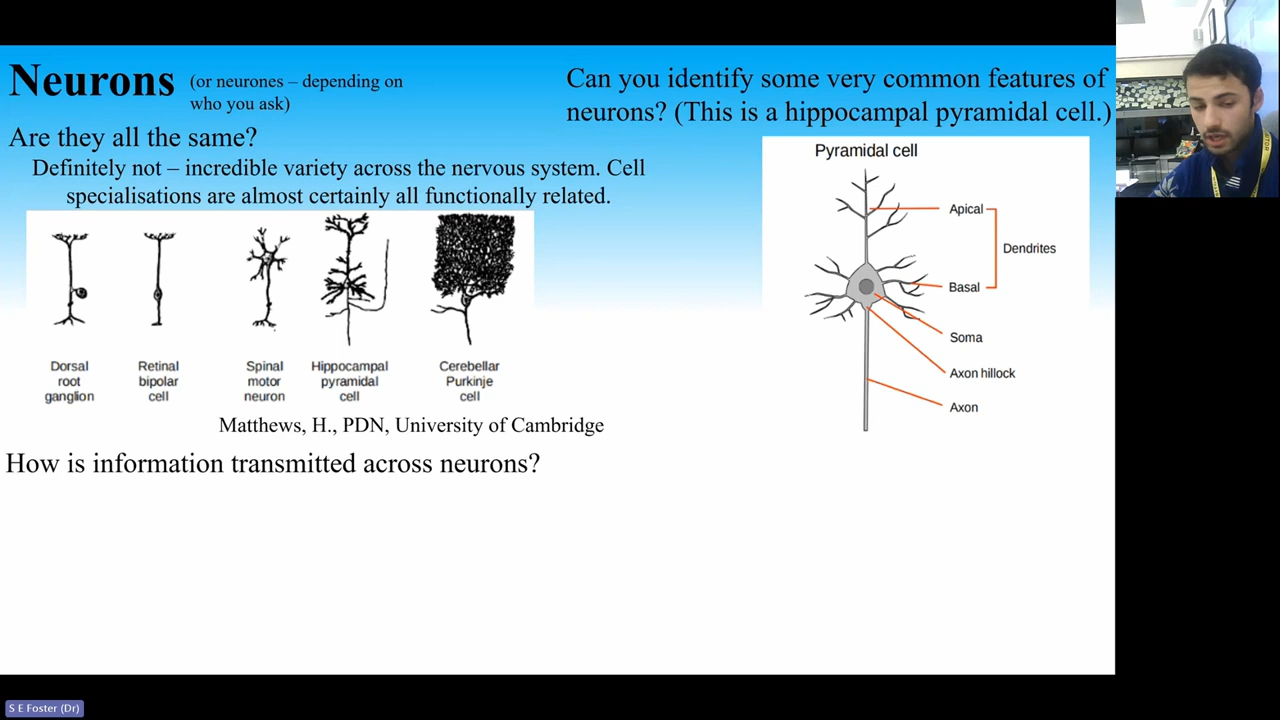 Neurons (or neurones – depending on
who you ask)
Are they all the same?
Definitely not – incredible variety across the nervous system. Cell
specialisations are almost certainly all functionally related.
Dorsal
root
ganglion
Retinal
bipolar
cell
Spinal
motor
neuron
Hippocampal
pyramidal
cell
Cerebellar
Purkinje
cell
Matthews, H., PDN, University of Cambridge
How is information transmitted across neurons?
Can you identify some very common features of
neurons? (This is a hippocampal pyramidal cell.)
Pyramidal cell
Apical
Dendrites
Basal
Soma
Axon hillock
Axon
S E Foster (Dr)